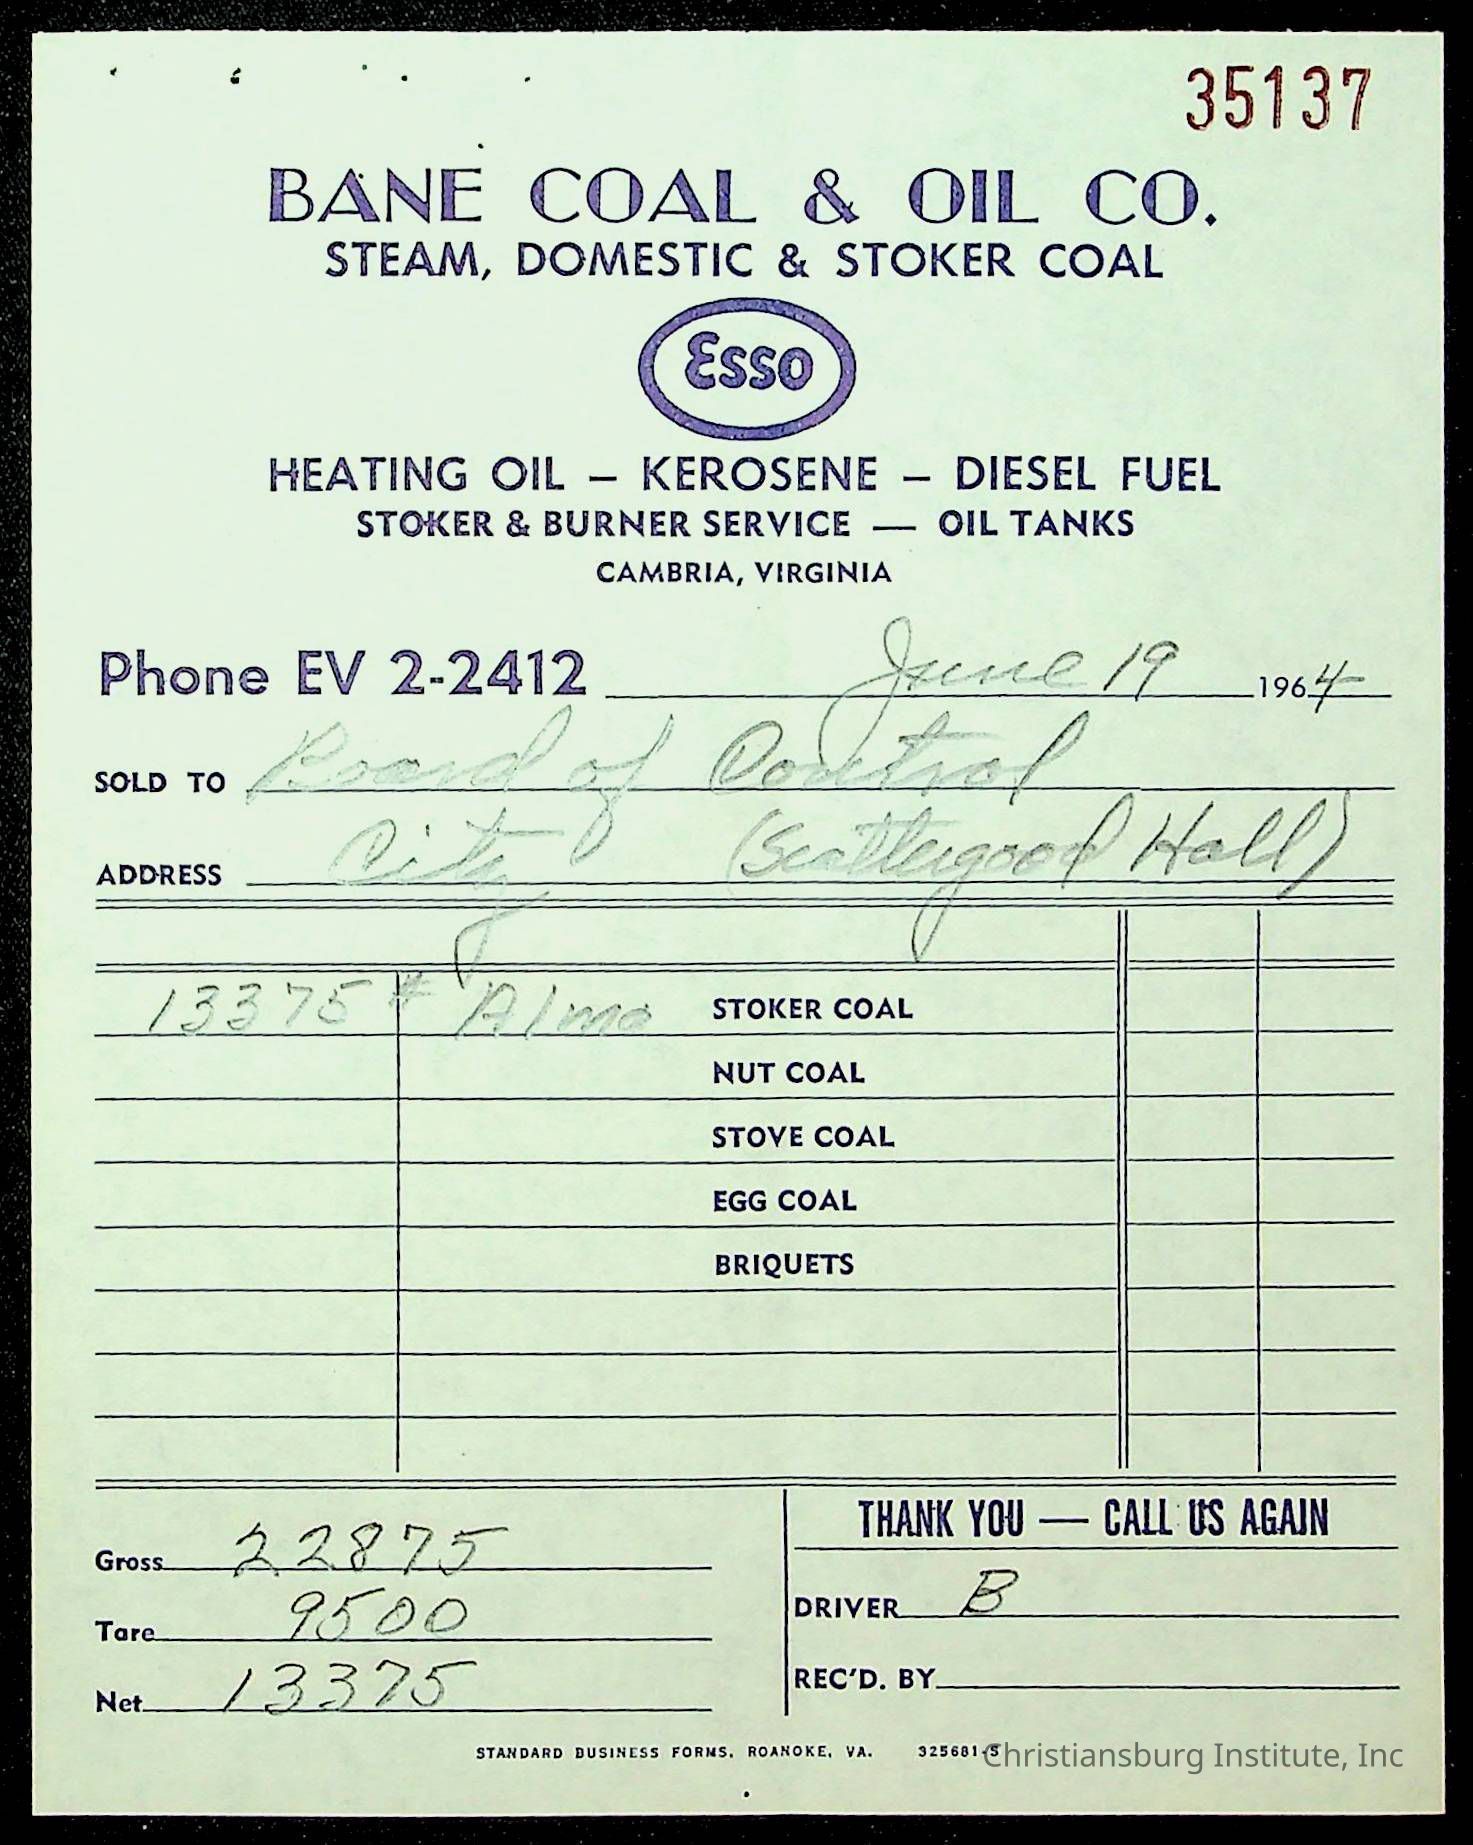 35137
BANE COAL & OIL CO.
STEAM, DOMESTIC & STOKER COAL
Esso
HEATING OIL — KEROSENE — DIESEL FUEL
STOKER & BURNER SERVICE — OIL TANKS
CAMBRIA, VIRGINIA
Phone EV 2-2412 June 19 1964
SOLD TO Board of Control
ADDRESS City (Scattergood Hall)
13375 # Alma STOKER COAL
NUT COAL
STOVE COAL
EGG COAL
BRIQUETS
Gross 22875
Tare 9500
Net 13375
THANK YOU — CALL US AGAIN
DRIVER B
REC'D. BY
STANDARD BUSINESS FORMS, ROANOKE, VA. 325681-S
Christiansburg Institute, Inc